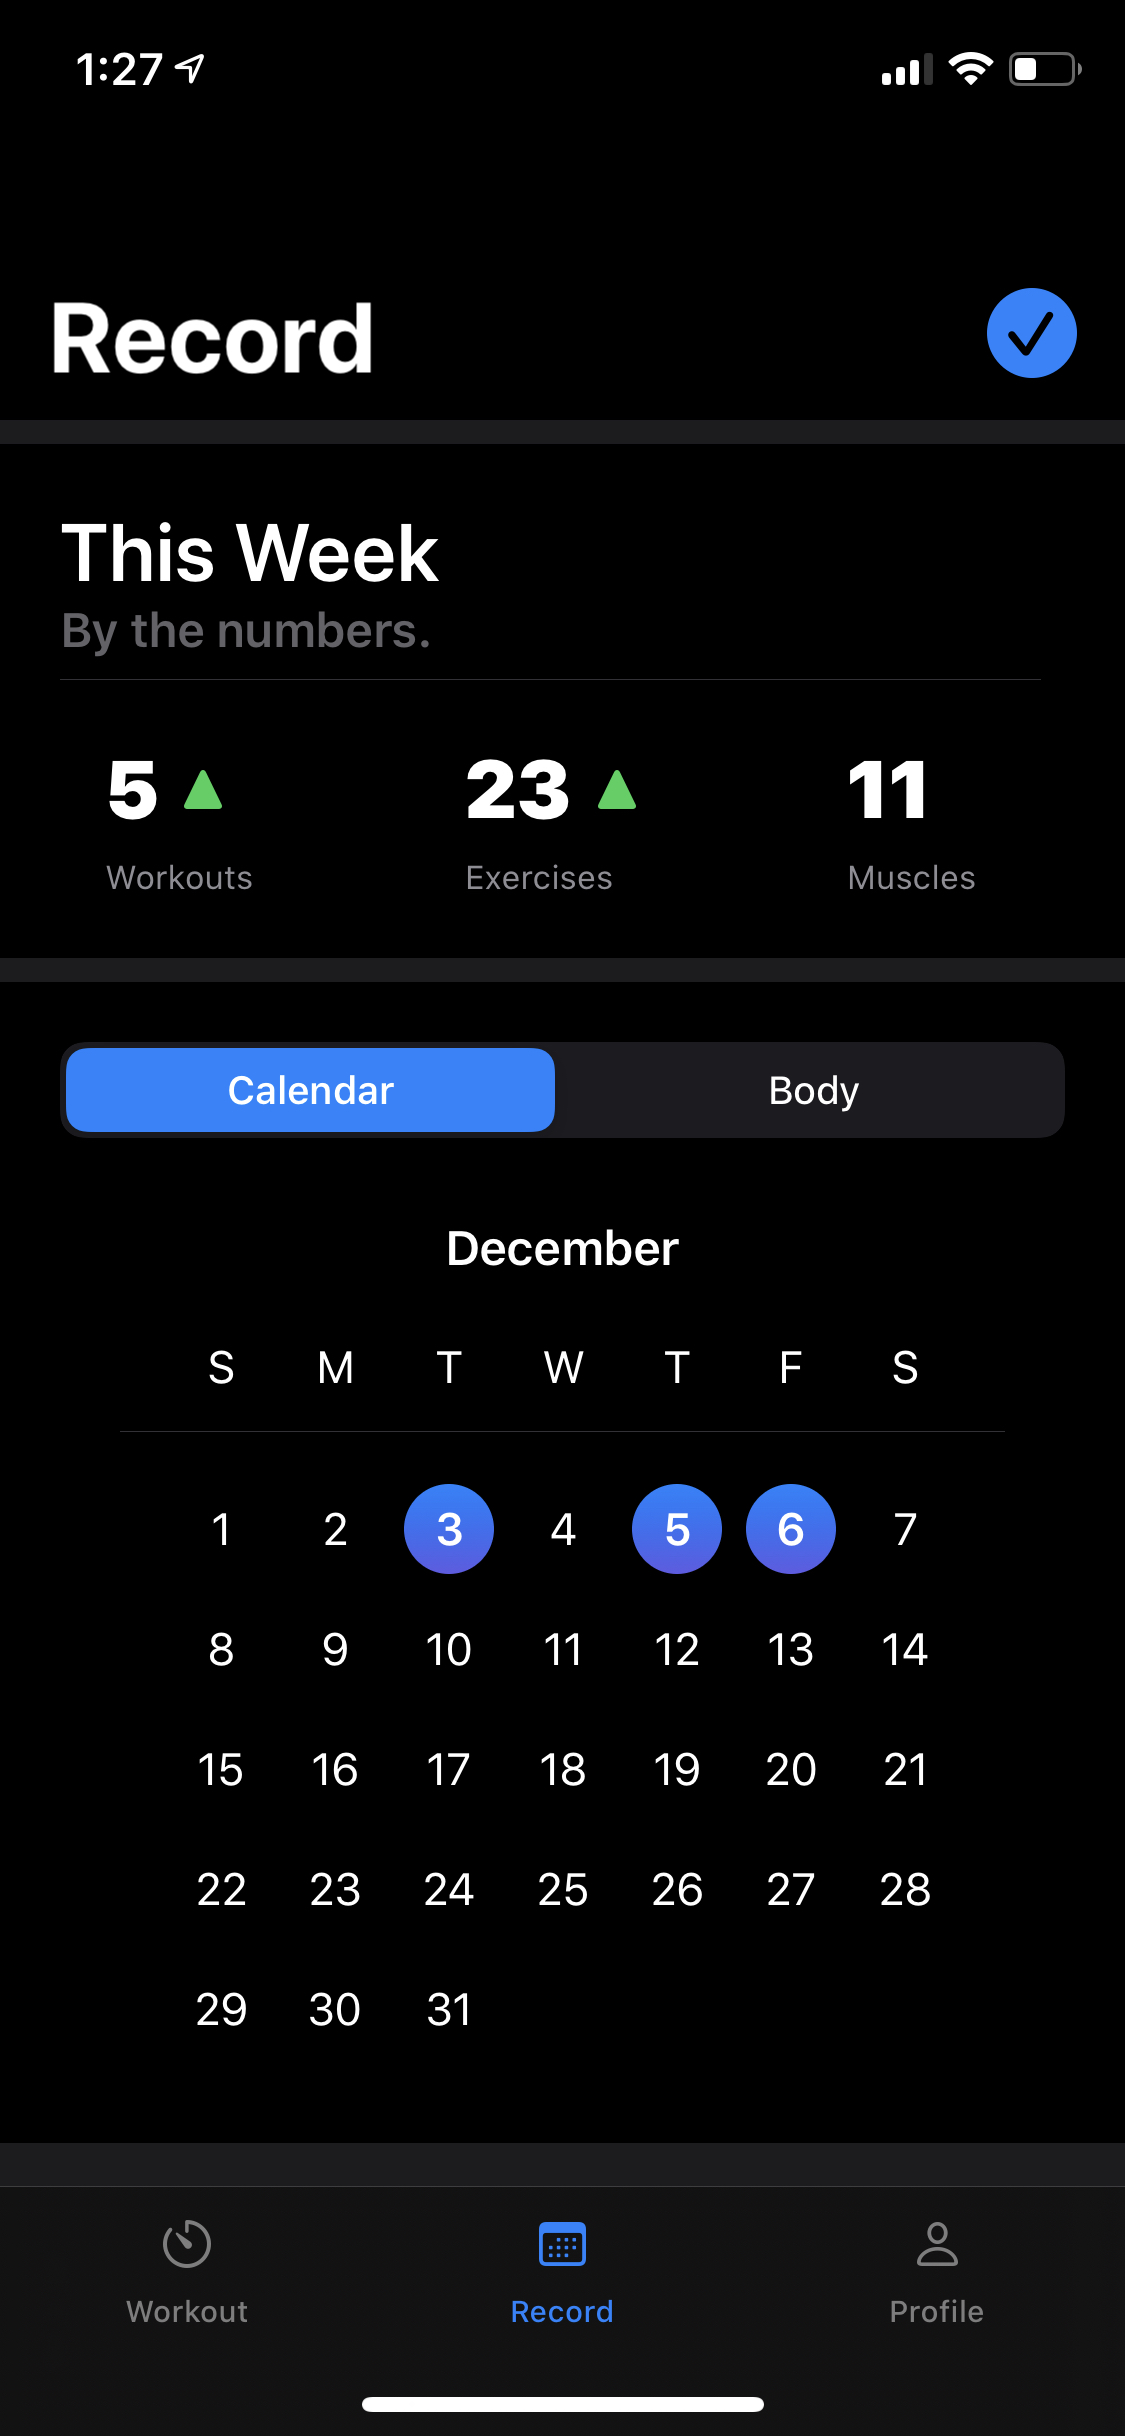 1:27
Record
This Week
By the numbers.
5 23 11
Workouts Exercises Muscles
Calendar Body
December
S M T W T F S
1 2 3 4 5 6 7
8 9 10 11 12 13 14
15 16 17 18 19 20 21
22 23 24 25 26 27 28
29 30 31
Workout Record Profile